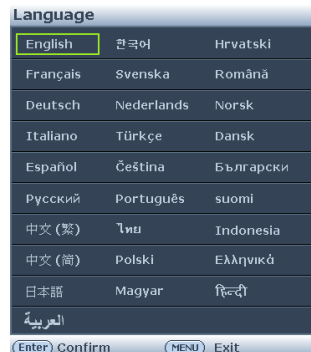 Language
English 한국어 Hrvatski
Français Svenska Română
Deutsch Nederlands Norsk
Italiano Türkçe Dansk
Español Čeština Български
Русский Português suomi
中文 (繁) ไทย Indonesia
中文 (简) Polski Ελληνικά
日本語 Magyar हिन्दी
العربية
Enter Confirm MENU Exit